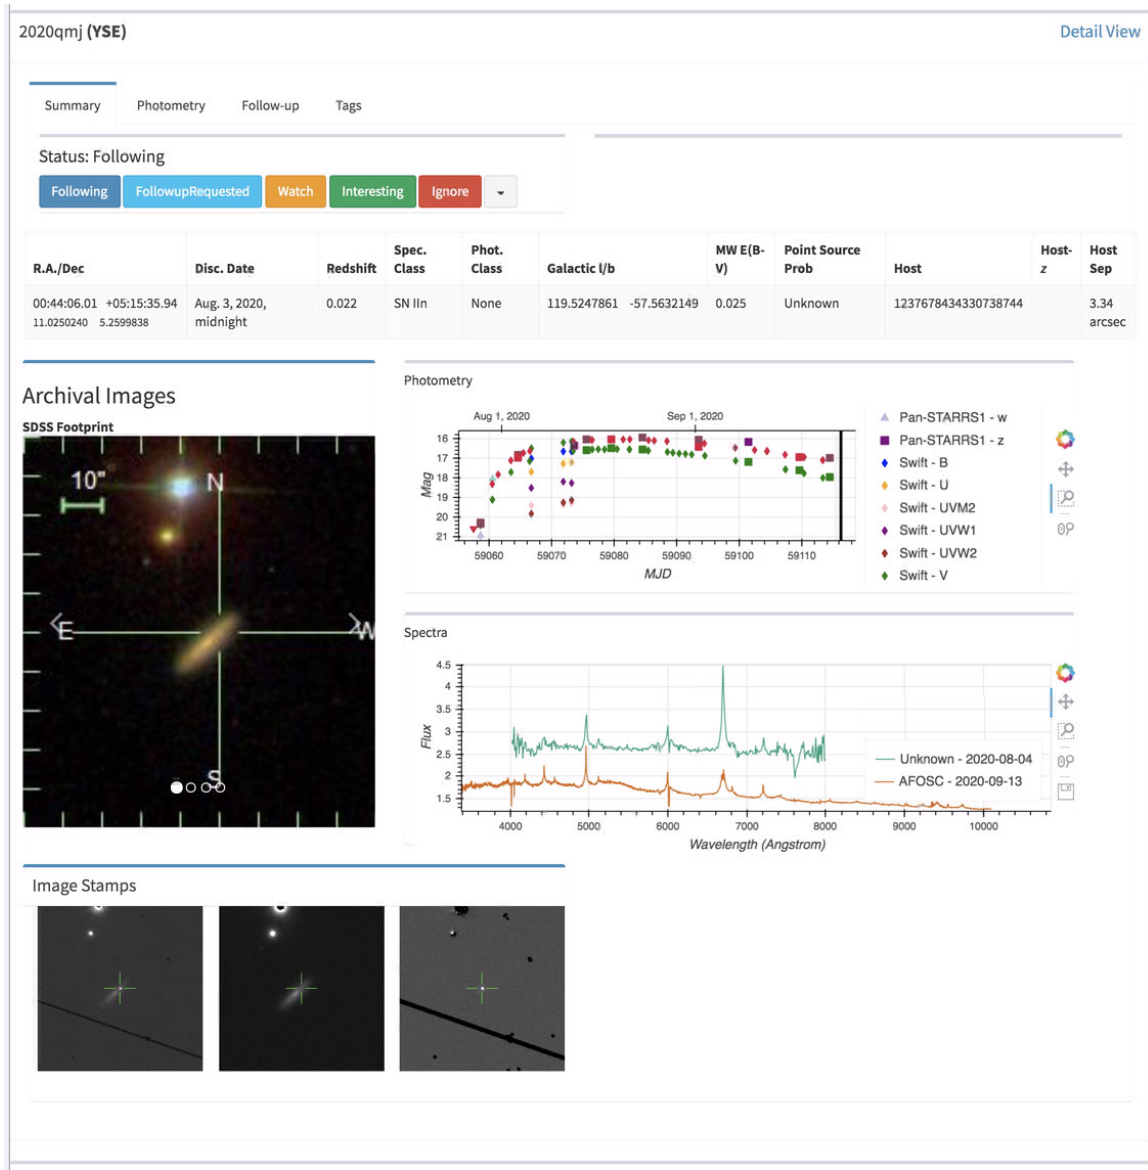 2020qmj (YSE) Detail View
Summary Photometry Follow-up Tags
Status: Following
Following FollowupRequested Watch Interesting Ignore
R.A./Dec Disc. Date Redshift Spec. Class Phot. Class Galactic l/b MW E(B-V) Point Source Prob Host Host-z Host Sep
00:44:06.01 +05:15:35.94 Aug. 3, 2020, midnight 0.022 SN IIn None 119.5247861 -57.5632149 0.025 Unknown 1237678434330738744 3.34 arcsec
11.0250240 5.2599838
Archival Images
SDSS Footprint
10"
N
E
W
S
Photometry
Aug 1, 2020 Sep 1, 2020
16
17
18
19
20
21
Mag
59060 59070 59080 59090 59100 59110
MJD
Pan-STARRS1 - w
Pan-STARRS1 - z
Swift - B
Swift - U
Swift - UVM2
Swift - UVW1
Swift - UVW2
Swift - V
Spectra
4.5
4
3.5
3
2.5
2
1.5
Flux
Unknown - 2020-08-04
AFOSC - 2020-09-13
4000 5000 6000 7000 8000 9000 10000
Wavelength (Angstrom)
Image Stamps